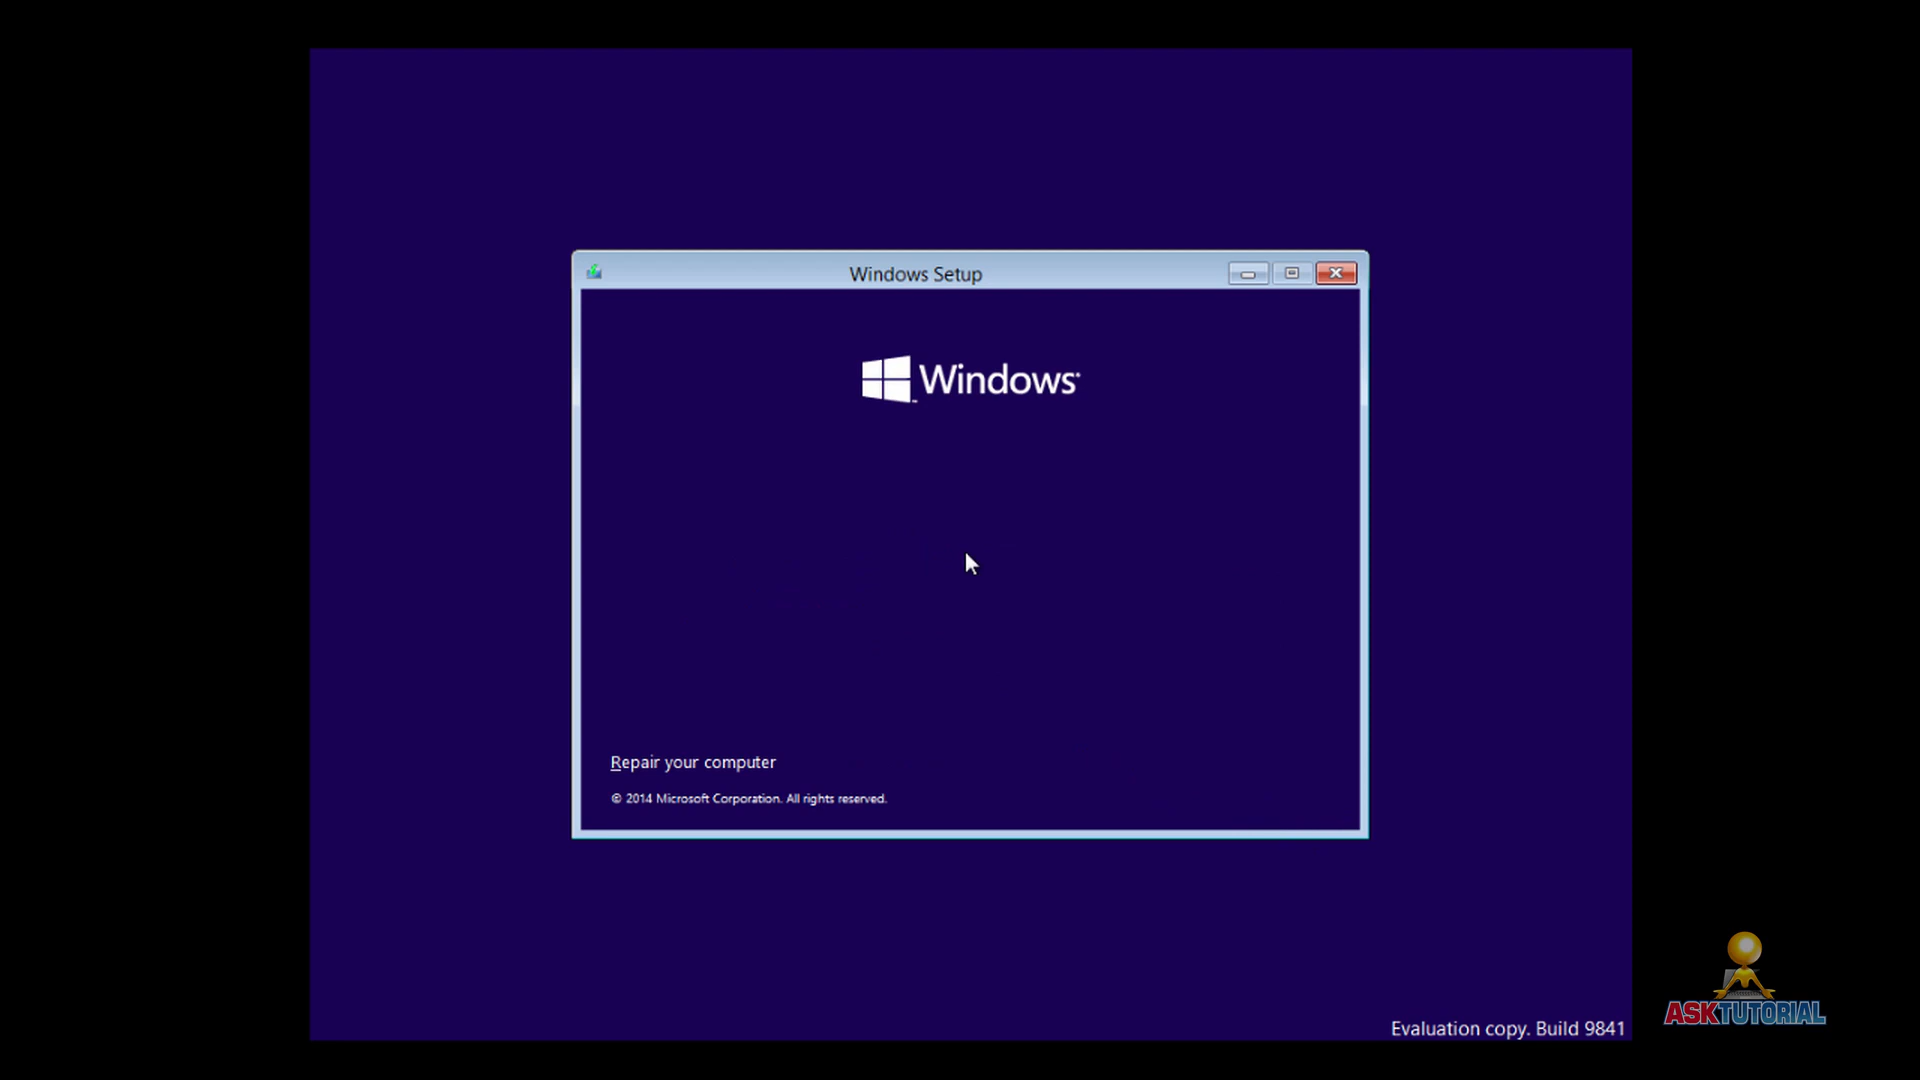 Windows Setup
Windows
Repair your computer
© 2014 Microsoft Corporation. All rights reserved.
Evaluation copy. Build 9841
ASKTUTORIAL